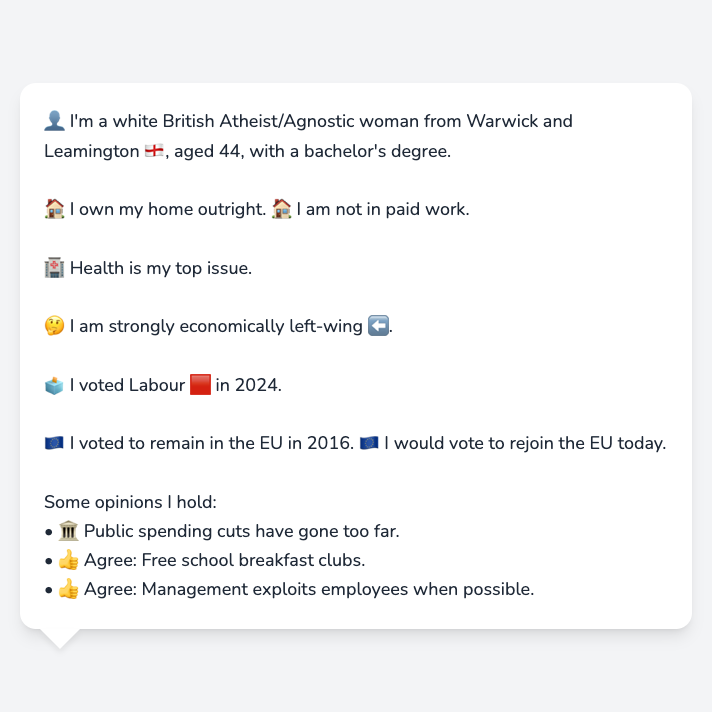 👤 I'm a white British Atheist/Agnostic woman from Warwick and
Leamington 🏴󠁧󠁢󠁥󠁮󠁧󠁿, aged 44, with a bachelor's degree.
🏠 I own my home outright. 🏠 I am not in paid work.
🏥 Health is my top issue.
🤔 I am strongly economically left-wing ⬅️.
🗳️ I voted Labour 🟥 in 2024.
🇪🇺 I voted to remain in the EU in 2016. 🇪🇺 I would vote to rejoin the EU today.
Some opinions I hold:
• 🏛️ Public spending cuts have gone too far.
• 👍 Agree: Free school breakfast clubs.
• 👍 Agree: Management exploits employees when possible.